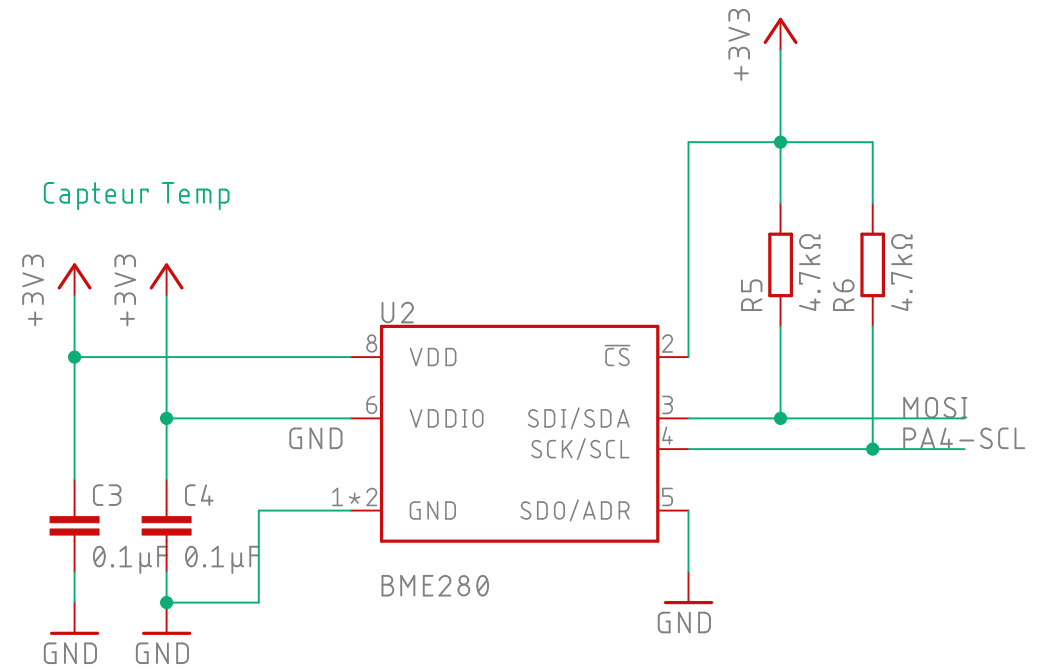 +3V3
Capteur Temp
+3V3
+3V3
R5
4.7kΩ
R6
4.7kΩ
U2
8
VDD
CS
2
6
VDDIO
SDI/SDA
3
MOSI
GND
SCK/SCL
4
PA4-SCL
C3
C4
1*2
GND
SDO/ADR
5
0.1µF
0.1µF
BME280
GND
GND
GND